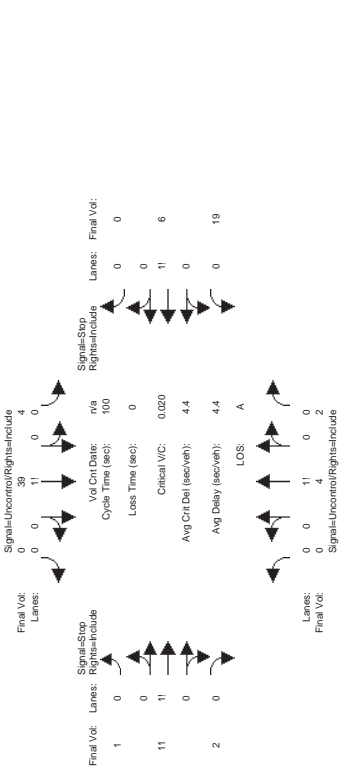 Signal=Uncontrol/Rights=Include
Final Vol: 0 39 4
Lanes: 0 0 1! 0 0
Signal=Stop Signal=Stop
Final Vol: Lanes: Rights=Include Vol Cnt Date: n/a Rights=Include Lanes: Final Vol:
1 0 Cycle Time (sec): 100 0 0
0 Loss Time (sec): 0 0
11 1! Critical V/C: 0.020 1! 6
0 Avg Crit Del (sec/veh): 4.4 0
2 0 Avg Delay (sec/veh): 4.4 0 19
LOS: A
Lanes: 0 0 1! 0 0
Final Vol: 0 4 2
Signal=Uncontrol/Rights=Include